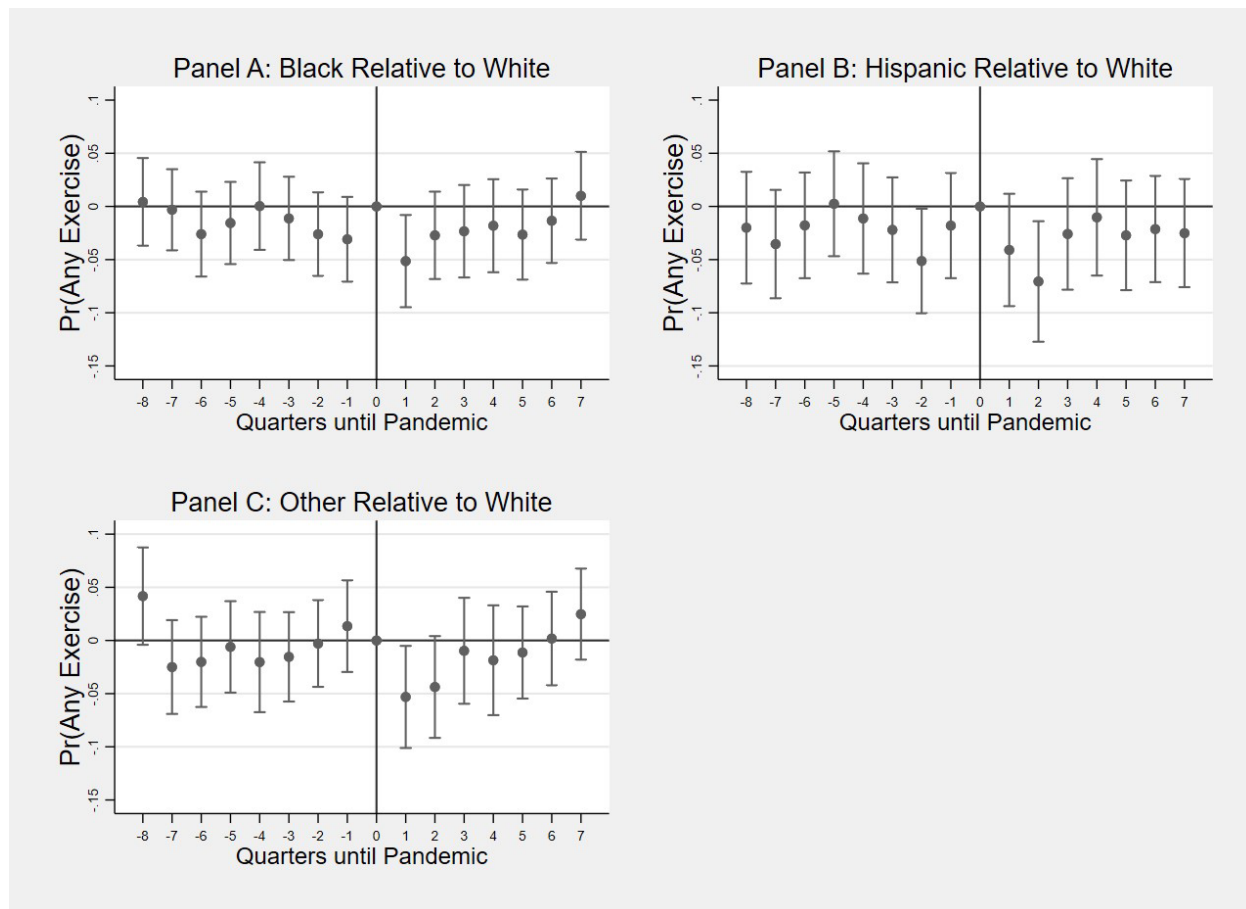 Panel A: Black Relative to White
Pr(Any Exercise)
.1
.05
0
-.05
-.1
-.15
-8 -7 -6 -5 -4 -3 -2 -1 0 1 2 3 4 5 6 7
Quarters until Pandemic
Panel B: Hispanic Relative to White
Pr(Any Exercise)
.1
.05
0
-.05
-.1
-.15
-8 -7 -6 -5 -4 -3 -2 -1 0 1 2 3 4 5 6 7
Quarters until Pandemic
Panel C: Other Relative to White
Pr(Any Exercise)
.1
.05
0
-.05
-.1
-.15
-8 -7 -6 -5 -4 -3 -2 -1 0 1 2 3 4 5 6 7
Quarters until Pandemic